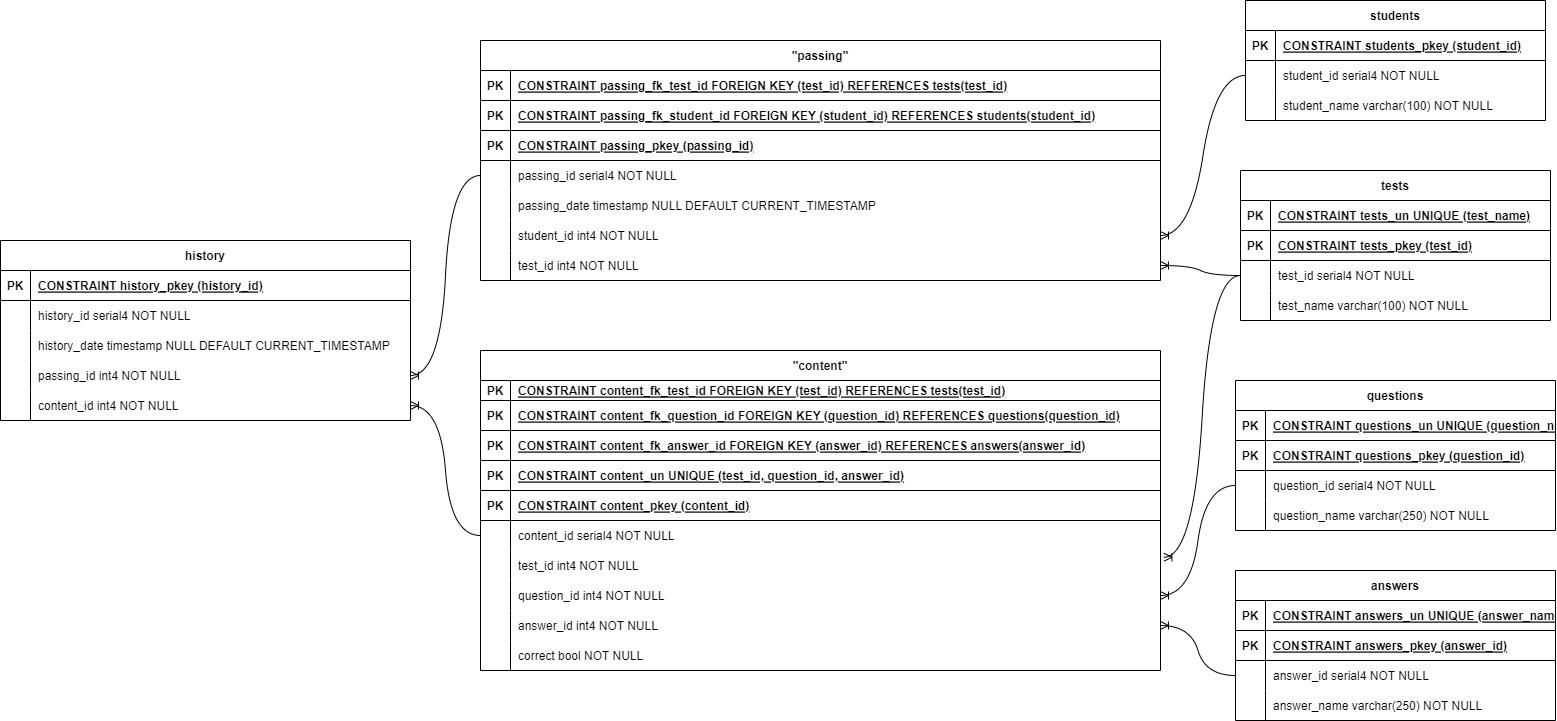 students
PK CONSTRAINT students_pkey (student_id)
student_id serial4 NOT NULL
student_name varchar(100) NOT NULL
"passing"
PK CONSTRAINT passing_fk_test_id FOREIGN KEY (test_id) REFERENCES tests(test_id)
PK CONSTRAINT passing_fk_student_id FOREIGN KEY (student_id) REFERENCES students(student_id)
PK CONSTRAINT passing_pkey (passing_id)
passing_id serial4 NOT NULL
passing_date timestamp NULL DEFAULT CURRENT_TIMESTAMP
student_id int4 NOT NULL
test_id int4 NOT NULL
tests
PK CONSTRAINT tests_un UNIQUE (test_name)
PK CONSTRAINT tests_pkey (test_id)
test_id serial4 NOT NULL
test_name varchar(100) NOT NULL
history
PK CONSTRAINT history_pkey (history_id)
history_id serial4 NOT NULL
history_date timestamp NULL DEFAULT CURRENT_TIMESTAMP
passing_id int4 NOT NULL
content_id int4 NOT NULL
"content"
PK CONSTRAINT content_fk_test_id FOREIGN KEY (test_id) REFERENCES tests(test_id)
PK CONSTRAINT content_fk_question_id FOREIGN KEY (question_id) REFERENCES questions(question_id)
PK CONSTRAINT content_fk_answer_id FOREIGN KEY (answer_id) REFERENCES answers(answer_id)
PK CONSTRAINT content_un UNIQUE (test_id, question_id, answer_id)
PK CONSTRAINT content_pkey (content_id)
content_id serial4 NOT NULL
test_id int4 NOT NULL
question_id int4 NOT NULL
answer_id int4 NOT NULL
correct bool NOT NULL
questions
PK CONSTRAINT questions_un UNIQUE
PK CONSTRAINT questions_pkey (question_id)
question_id serial4 NOT NULL
question_name varchar(250) NOT NULL
answers
PK CONSTRAINT answers_un UNIQUE (answer_name
PK CONSTRAINT answers_pkey (answer_id)
answer_id serial4 NOT NULL
answer_name varchar(250) NOT NULL